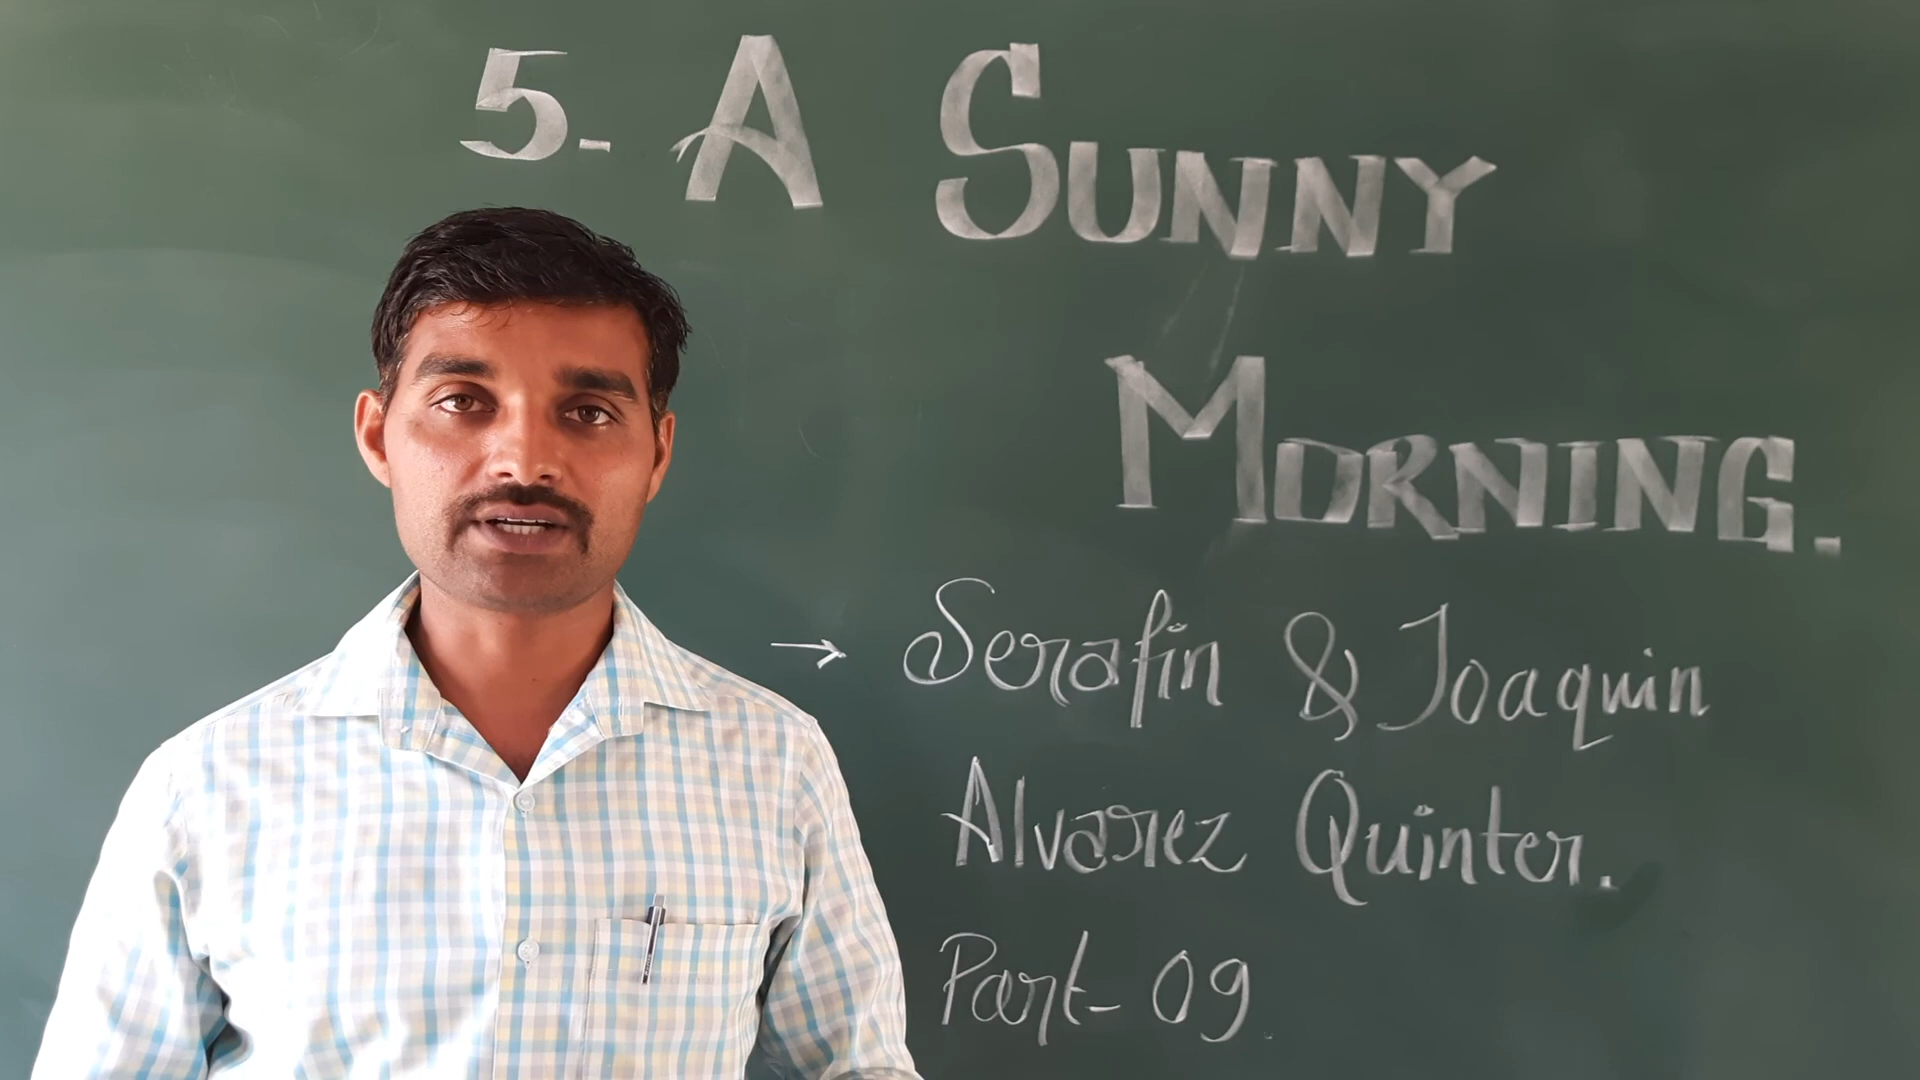 5- A SUNNY
MORNING.
→ Serafin & Joaquin
Alvarez Quinter.
Part- 09.